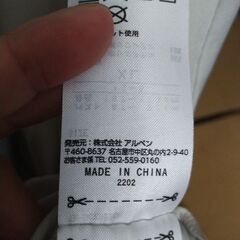 ット使用
発売元:株式会社 アルペン
〒460-8637 名古屋市中区丸の内2-9-40
お客さま係 TEL 052-559-0160
MADE IN CHINA
2202